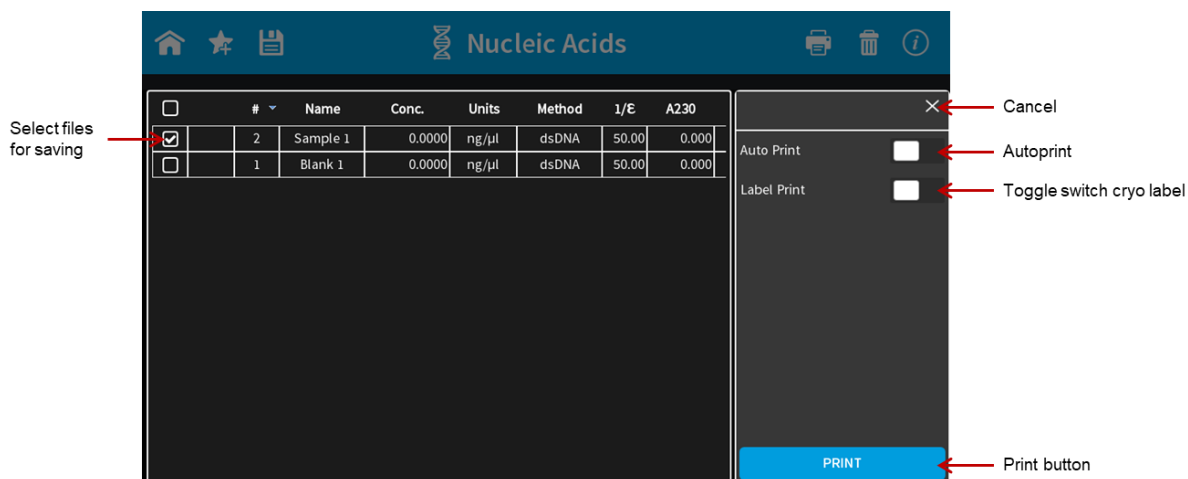 Nucleic Acids
i
# Name Conc. Units Method 1/ε A230
2 Sample 1 0.0000 ng/µl dsDNA 50.00 0.000
1 Blank 1 0.0000 ng/µl dsDNA 50.00 0.000
Select files
for saving
Cancel
Auto Print
Autoprint
Label Print
Toggle switch cryo label
PRINT
Print button